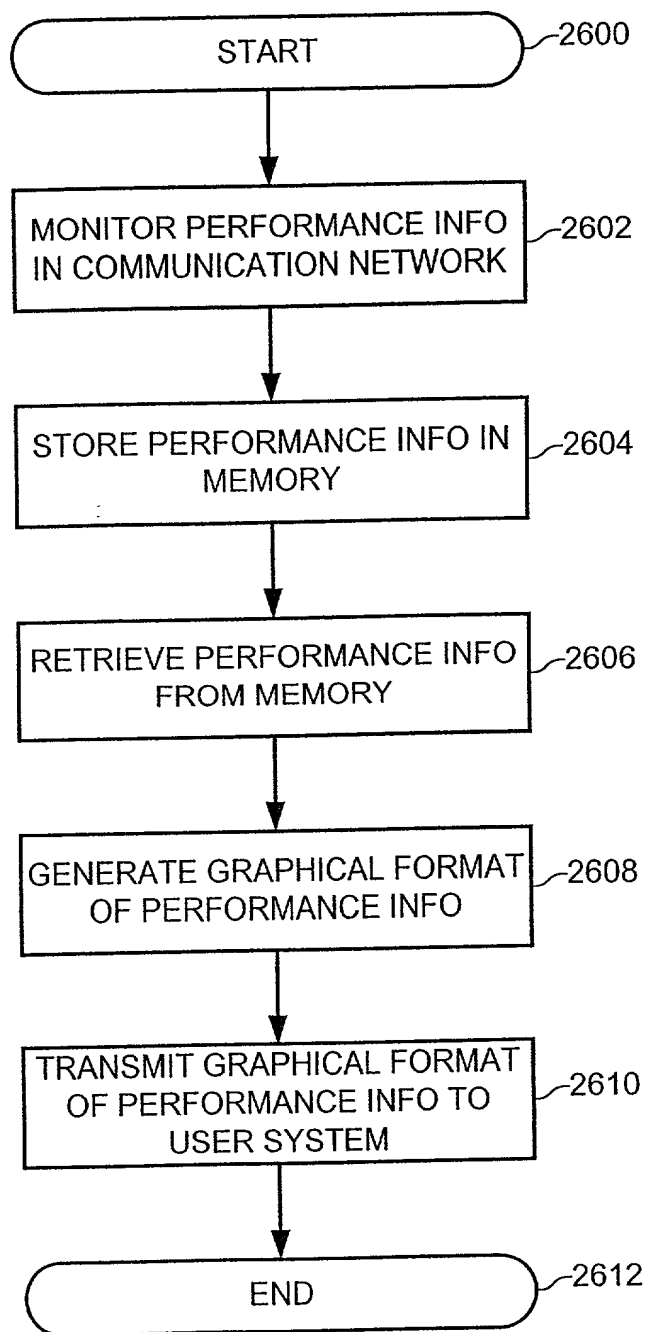 START
2600
MONITOR PERFORMANCE INFO
IN COMMUNICATION NETWORK
2602
STORE PERFORMANCE INFO IN
MEMORY
2604
RETRIEVE PERFORMANCE INFO
FROM MEMORY
2606
GENERATE GRAPHICAL FORMAT
OF PERFORMANCE INFO
2608
TRANSMIT GRAPHICAL FORMAT
OF PERFORMANCE INFO TO
USER SYSTEM
2610
END
2612